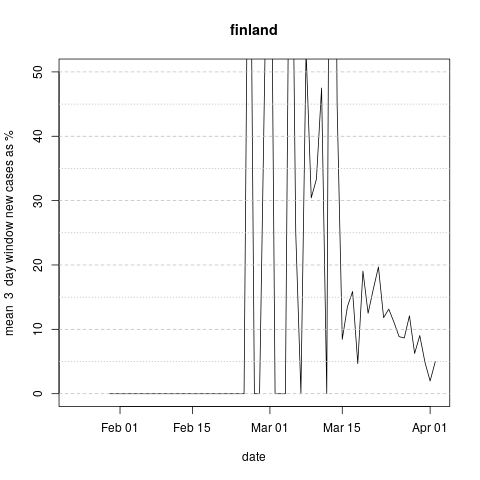 finland
mean 3 day window new cases as %
50
40
30
20
10
0
Feb 01
Feb 15
Mar 01
Mar 15
Apr 01
date